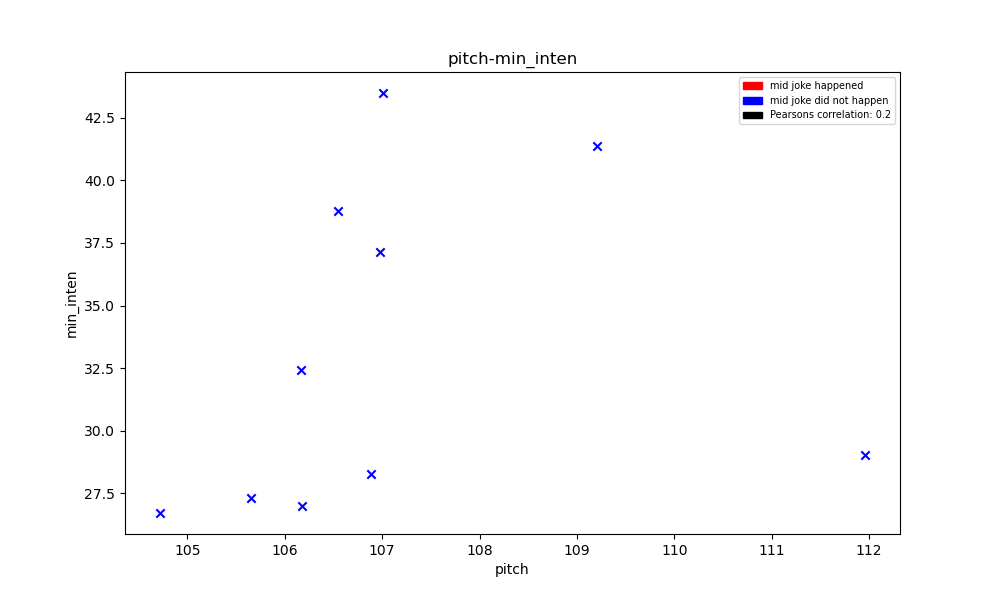 pitch-min_inten
mid joke happened
mid joke did not happen
Pearsons correlation: 0.2
42.5
40.0
37.5
35.0
32.5
30.0
27.5
min_inten
105 106 107 108 109 110 111 112
pitch